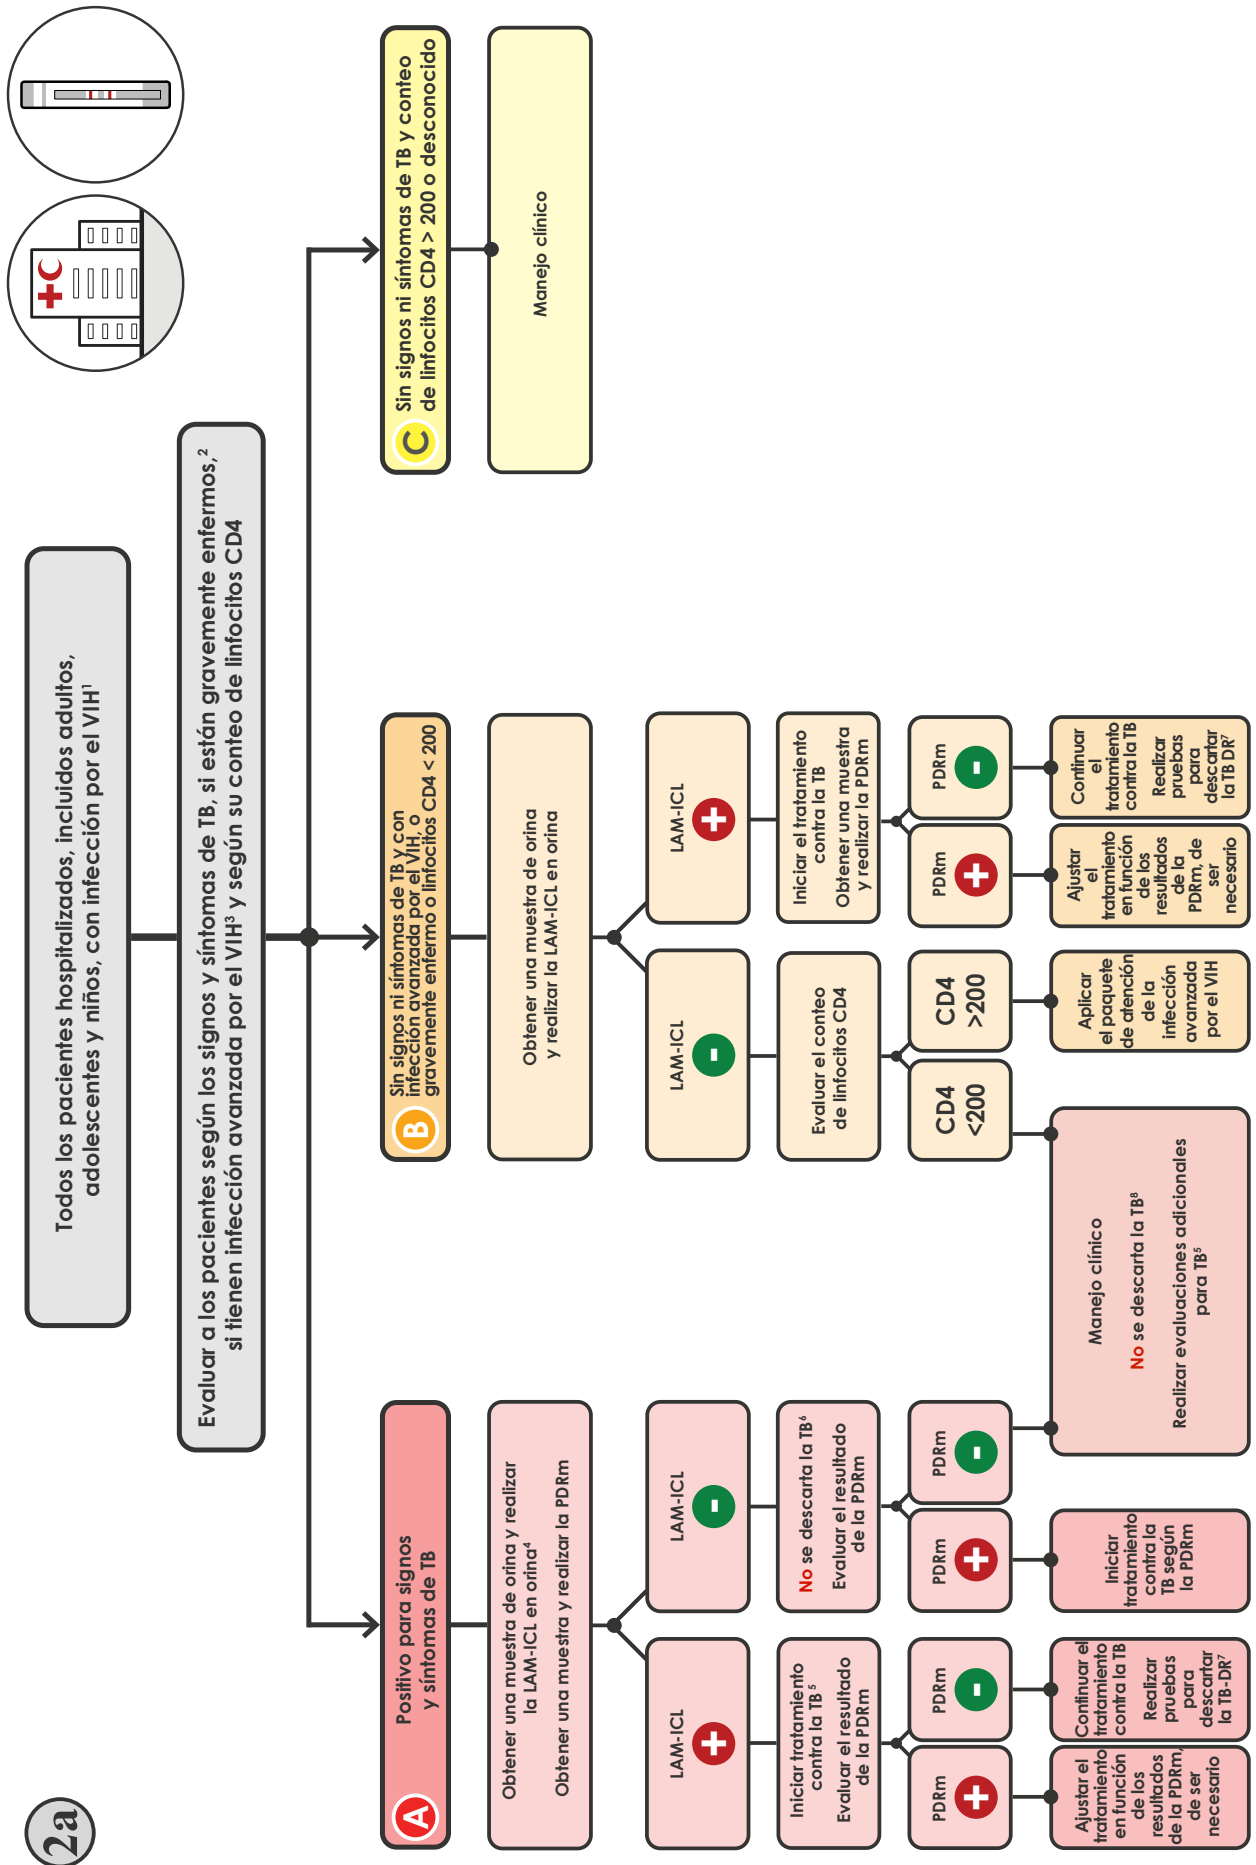 2a
Todos los pacientes hospitalizados, incluidos adultos,
adolescentes y niños, con infección por el VIH¹
Evaluar a los pacientes según los signos y síntomas de TB, si están gravemente enfermos,²
si tienen infección avanzada por el VIH³ y según su conteo de linfocitos CD4
A
Positivo para signos
y síntomas de TB
Obtener una muestra de orina y realizar
la LAM-ICL en orina⁴
Obtener una muestra y realizar la PDRm
LAM-ICL
+
Iniciar tratamiento
contra la TB⁵
Evaluar el resultado
de la PDRm
PDRm
+
Ajustar el
tratamiento
en función
de los
resultados
de la PDRm,
de ser
necesario
PDRm
-
Continuar el
tratamiento
contra la TB
Realizar
pruebas
para
descartar
la TB-DR⁷
LAM-ICL
-
No se descarta la TB⁶
Evaluar el resultado
de la PDRm
PDRm
+
Iniciar
tratamiento
contra la
TB según
la PDRm
PDRm
-
Manejo clínico
No se descarta la TB⁸
Realizar evaluaciones adicionales
para TB⁵
B
Sin signos ni síntomas de TB y con
infección avanzada por el VIH, o
gravemente enfermo o linfocitos CD4 < 200
Obtener una muestra de orina
y realizar la LAM-ICL en orina
LAM-ICL
-
Evaluar el conteo
de linfocitos CD4
CD4
<200
CD4
>200
Aplicar
el paquete
de atención
de la
infección
avanzada
por el VIH
LAM-ICL
+
Iniciar el tratamiento
contra la TB
Obtener una muestra
y realizar la PDRm
PDRm
+
Ajustar
el
tratamiento
en función
de los
resultados
de la
PDRm, de
ser
necesario
PDRm
-
Continuar
el
tratamiento
contra la TB
Realizar
pruebas
para
descartar
la TB DR⁷
C
Sin signos ni síntomas de TB y conteo
de linfocitos CD4 > 200 o desconocido
Manejo clínico